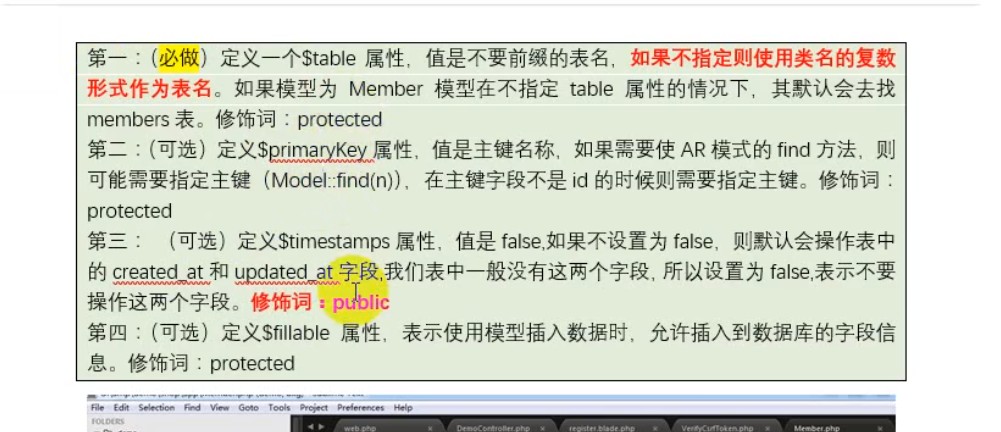 第一：（必做）定义一个$table 属性，值是不要前缀的表名，如果不指定则使用类名的复数
形式作为表名。如果模型为 Member 模型在不指定 table 属性的情况下，其默认会去找
members 表。修饰词：protected
第二：（可选）定义$primaryKey 属性，值是主键名称，如果需要使 AR 模式的 find 方法，则
可能需要指定主键（Model::find(n)），在主键字段不是 id 的时候则需要指定主键。修饰词：
protected
第三： （可选）定义$timestamps 属性，值是 false,如果不设置为 false，则默认会操作表中
的 created_at 和 updated_at 字段,我们表中一般没有这两个字段, 所以设置为 false,表示不要
操作这两个字段。修饰词：public
第四：（可选）定义$fillable 属性，表示使用模型插入数据时，允许插入到数据库的字段信
息。修饰词：protected
File Edit Selection Find View Goto Tools Project Preferences Help
FOLDERS
web.php DemoController.php register.blade.php VerifyCsrfToken.php Member.php